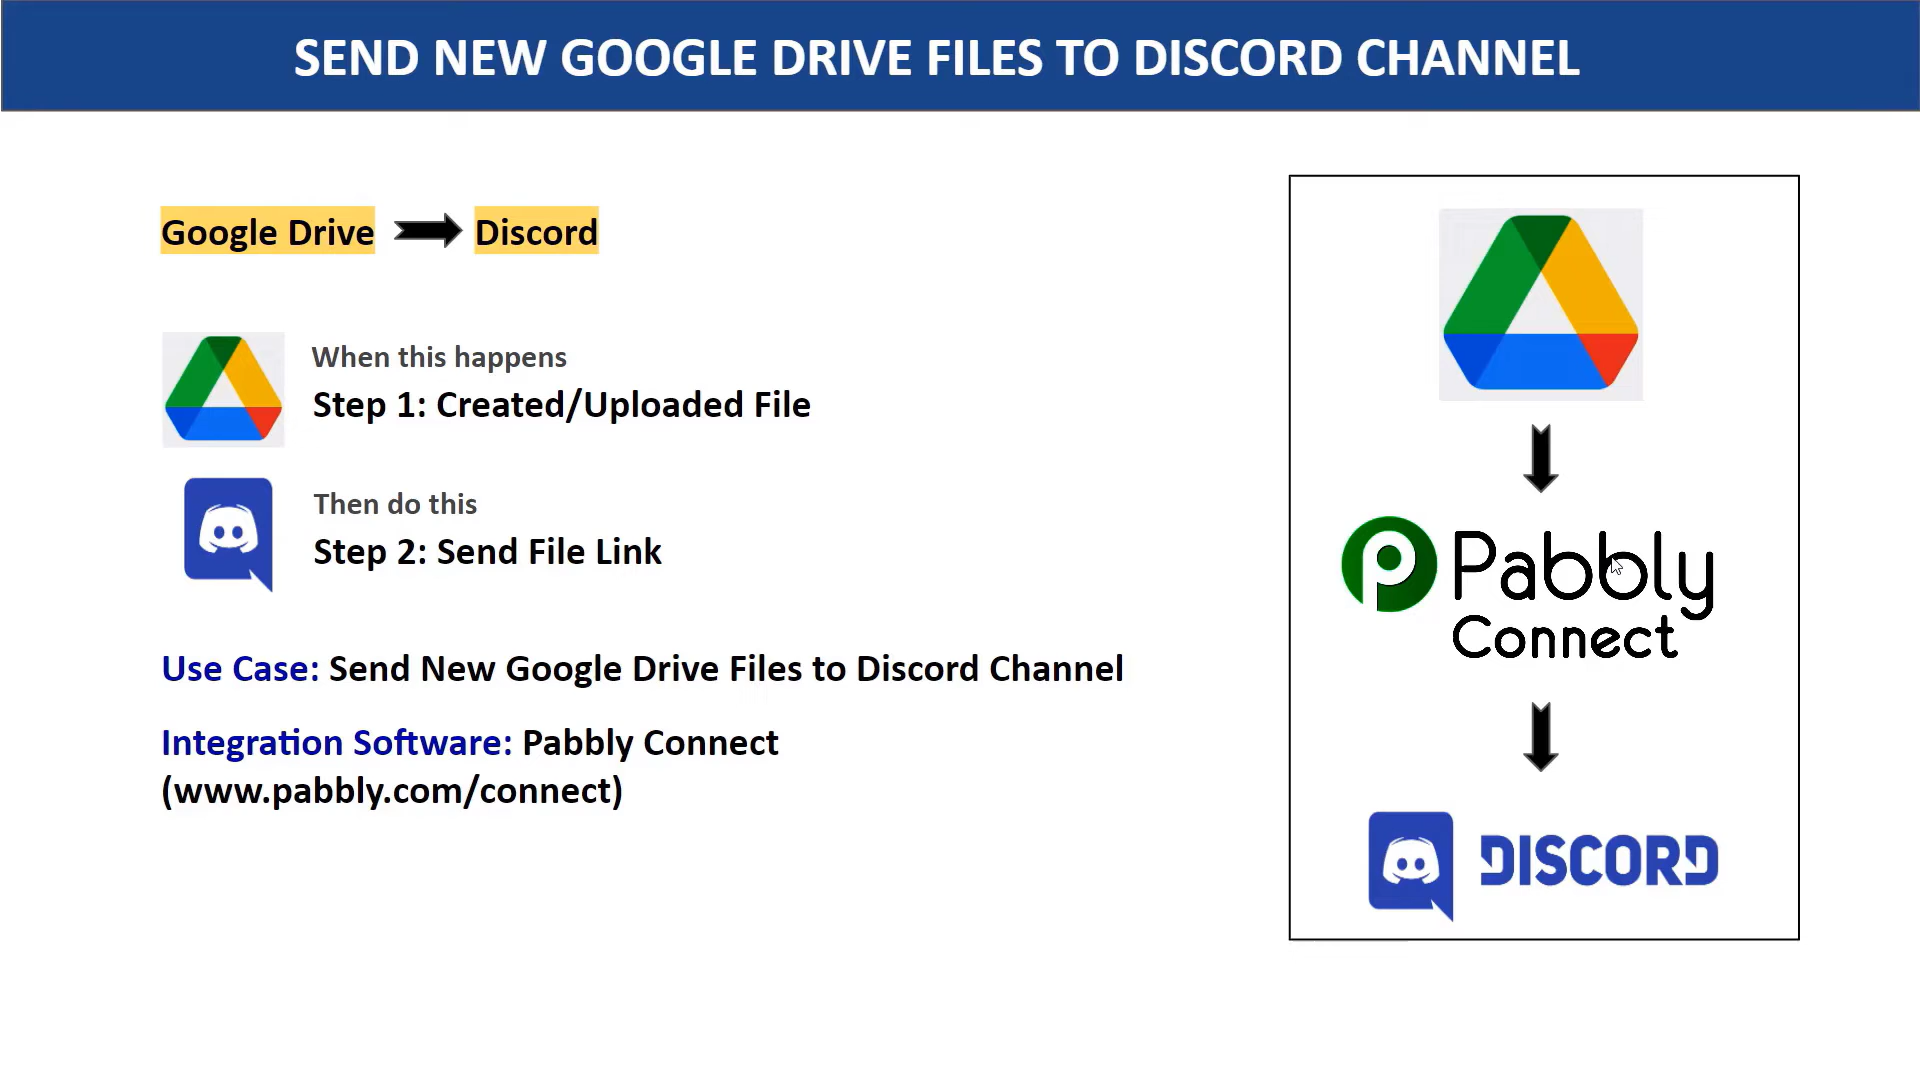 SEND NEW GOOGLE DRIVE FILES TO DISCORD CHANNEL
Google Drive Discord
When this happens
Step 1: Created/Uploaded File
Then do this
Step 2: Send File Link
Use Case: Send New Google Drive Files to Discord Channel
Integration Software: Pabbly Connect
(www.pabbly.com/connect)
Pabbly
Connect
DISCORD